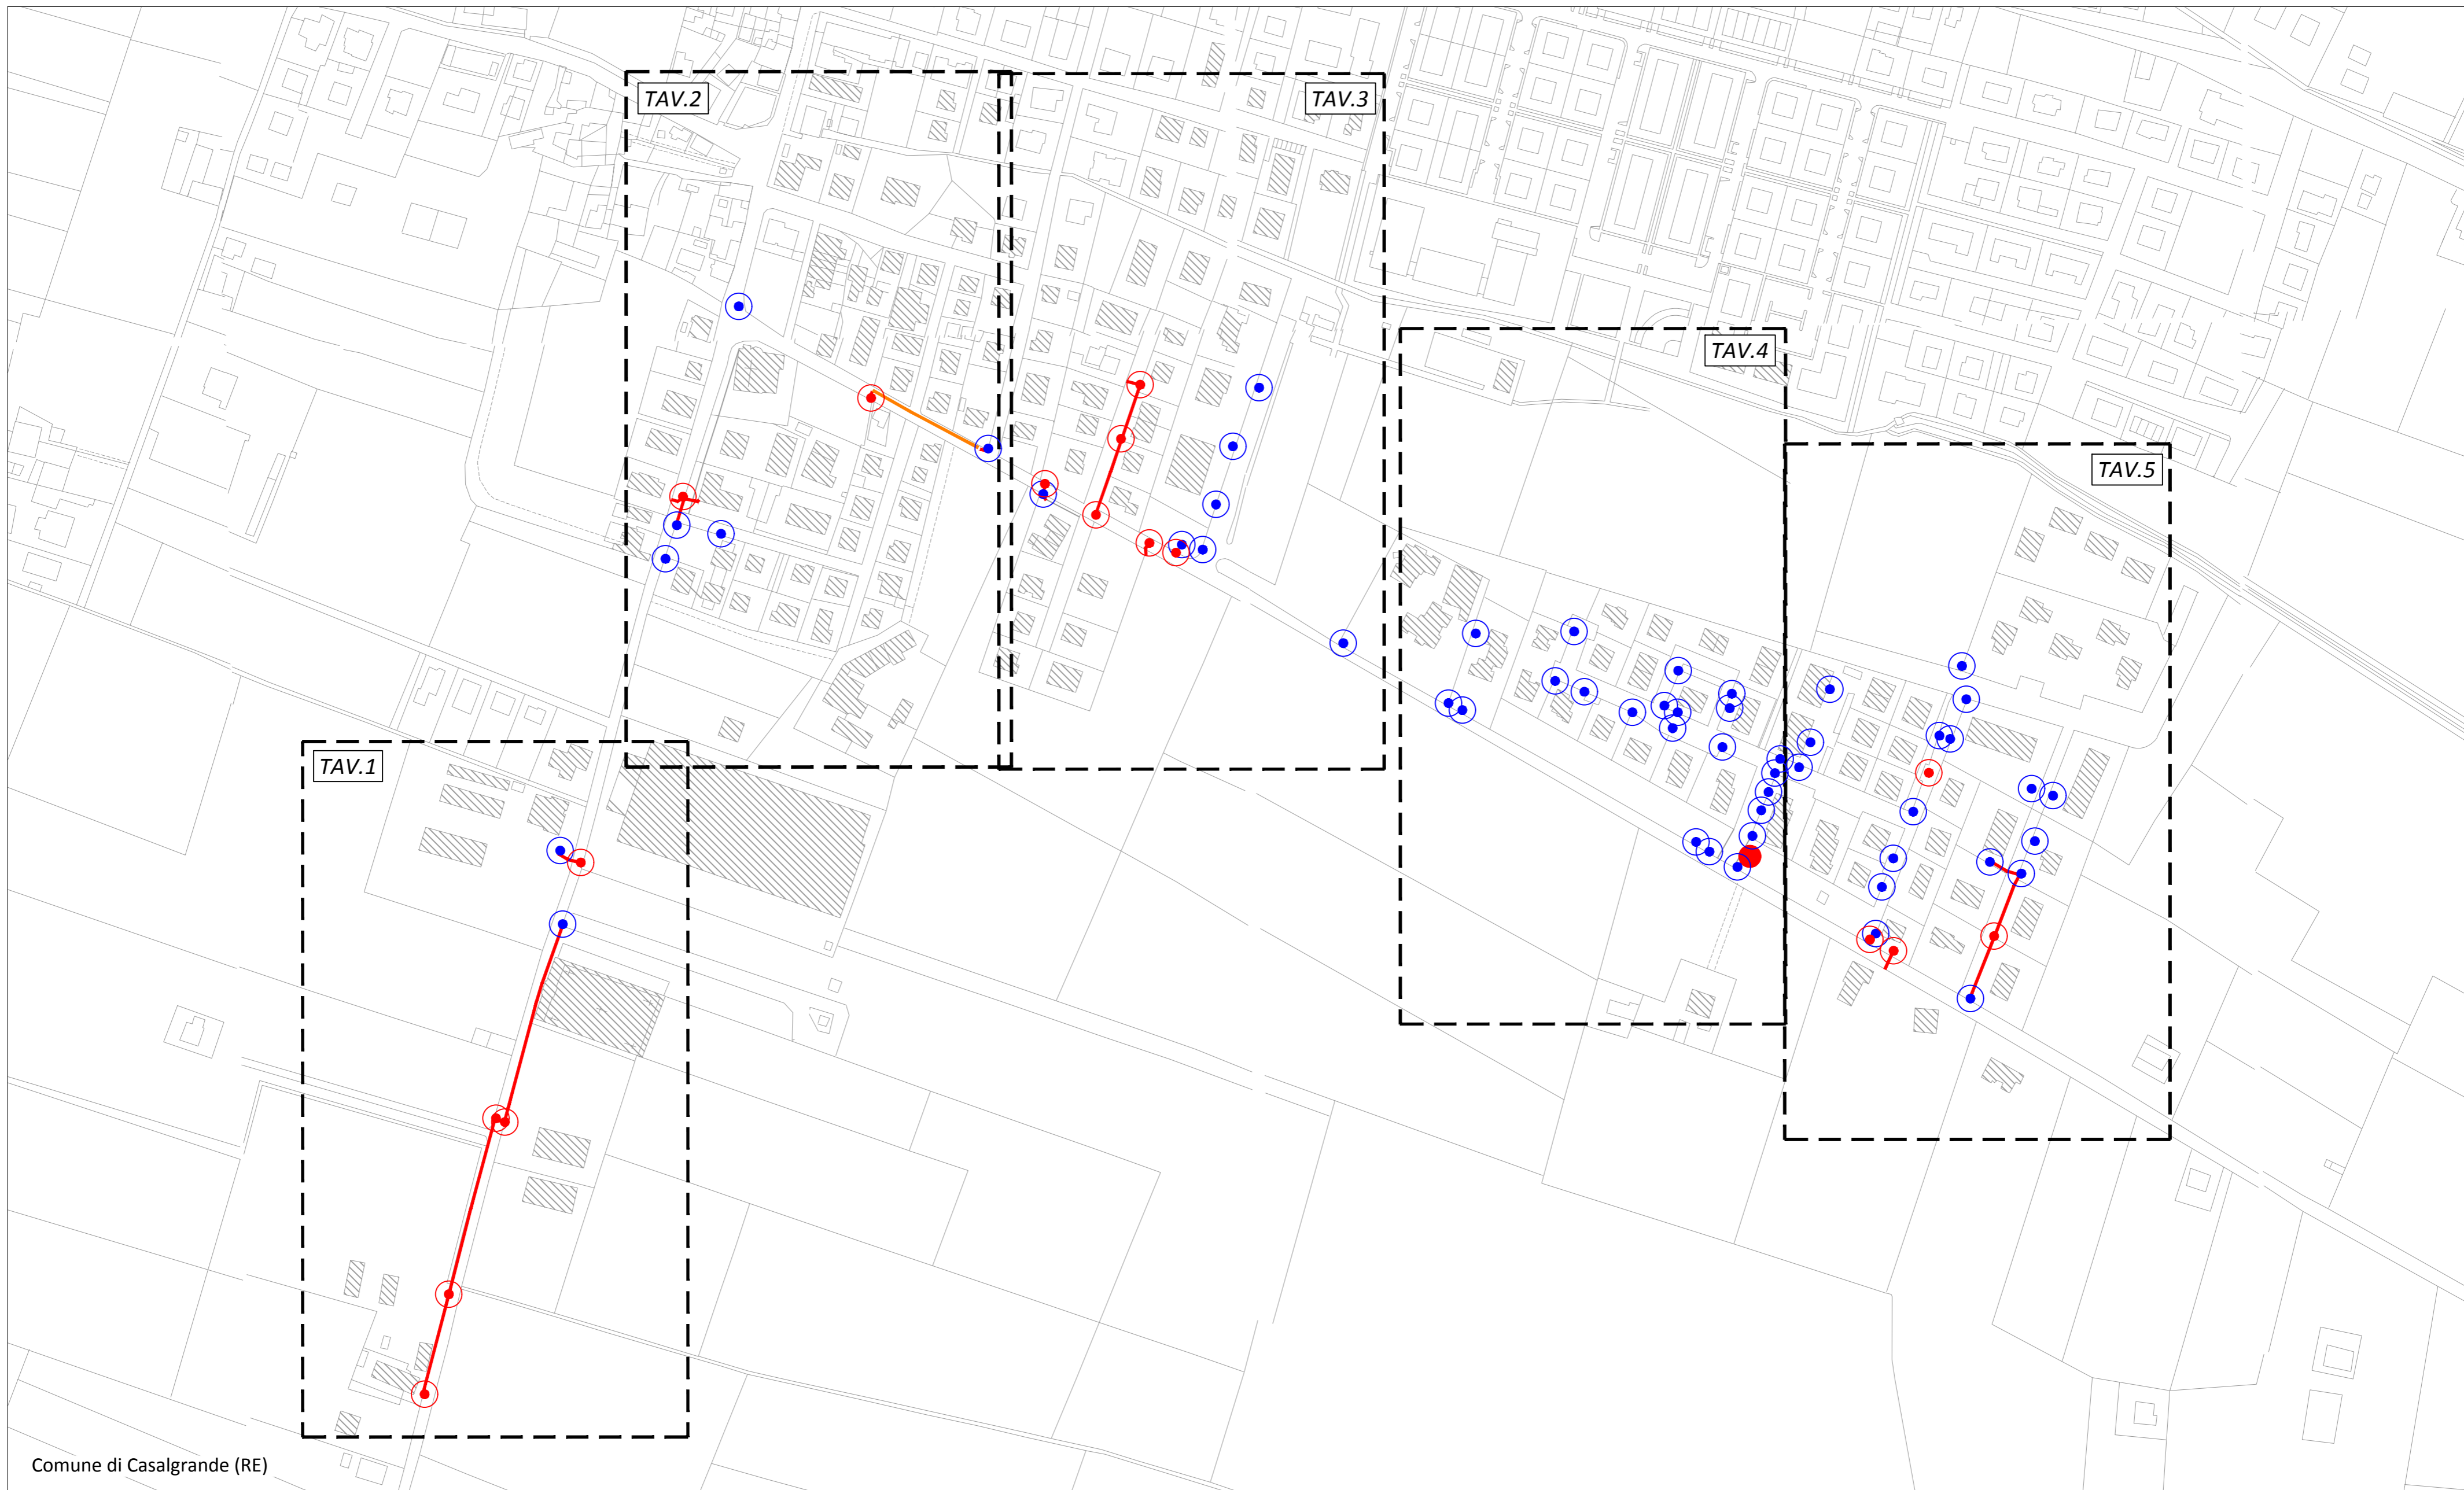 TAV.2
TAV.3
TAV.4
TAV.5
TAV.1
Comune di Casalgrande (RE)